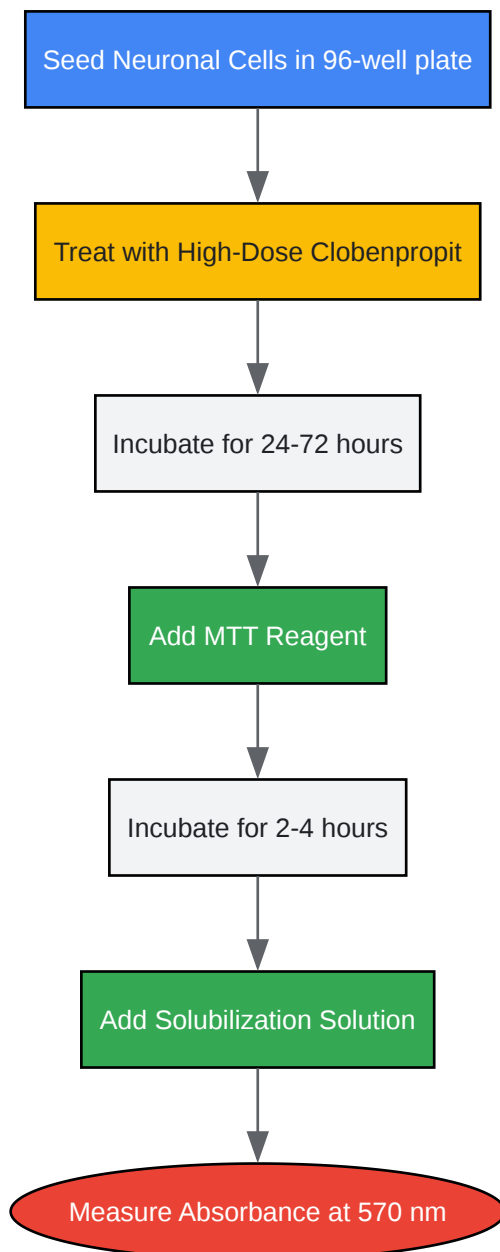 Seed Neuronal Cells in 96-well plate
Treat with High-Dose Clobenpropit
Incubate for 24-72 hours
Add MTT Reagent
Incubate for 2-4 hours
Add Solubilization Solution
Measure Absorbance at 570 nm